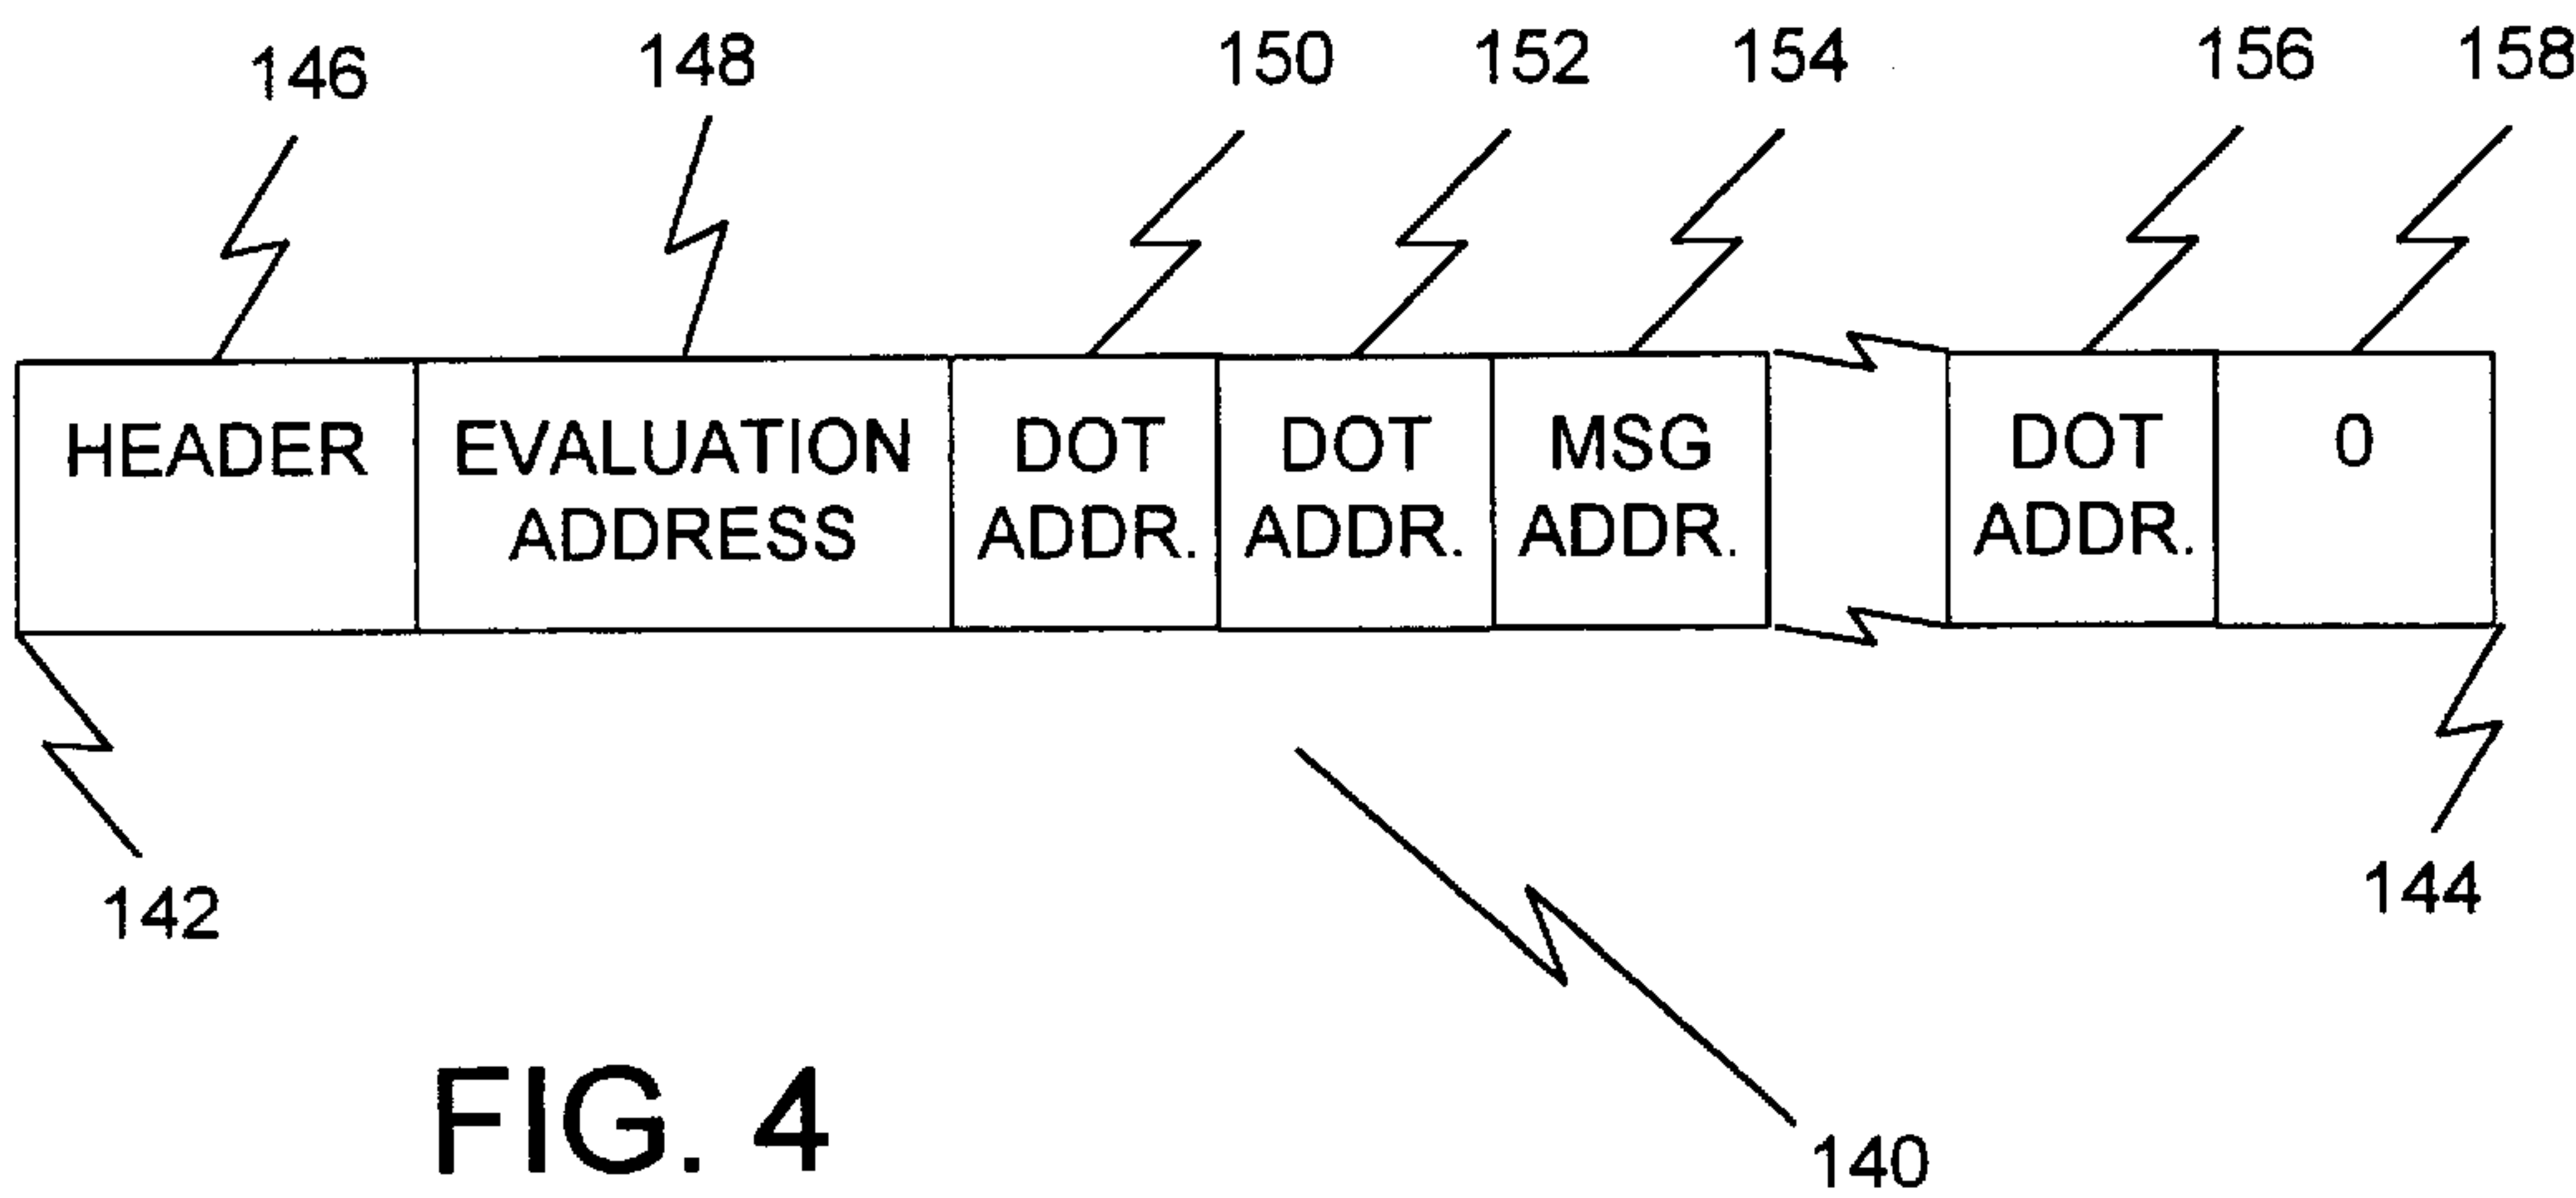 146 148 150 152 154 156 158
HEADER EVALUATION DOT DOT MSG DOT 0
ADDRESS ADDR. ADDR. ADDR. ADDR.
142 144
FIG. 4 140